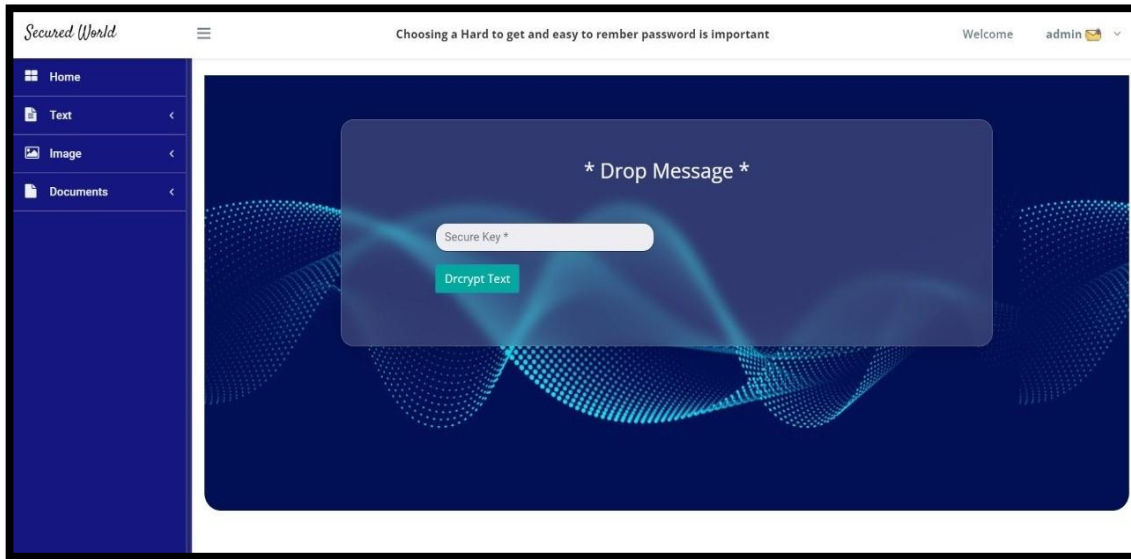 Secured World
Choosing a Hard to get and easy to rember password is important
Welcome admin
Home
Text
Image
Documents
* Drop Message *
Secure Key *
Drcrypt Text